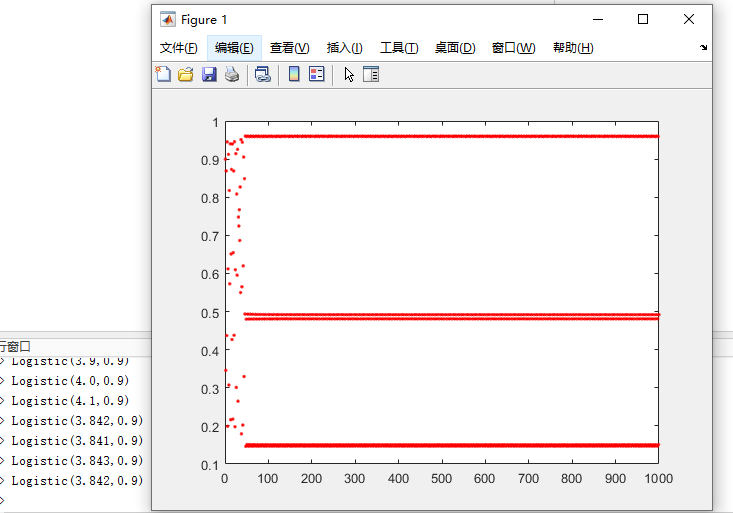 Figure 1
文件(F) 编辑(E) 查看(V) 插入(I) 工具(T) 桌面(D) 窗口(W) 帮助(H)
1
0.9
0.8
0.7
0.6
0.5
0.4
0.3
0.2
0.1
0 100 200 300 400 500 600 700 800 900 1000
行窗口
> Logistic(3.9,0.9)
> Logistic(4.0,0.9)
> Logistic(4.1,0.9)
> Logistic(3.842,0.9)
> Logistic(3.841,0.9)
> Logistic(3.843,0.9)
> Logistic(3.842,0.9)
>